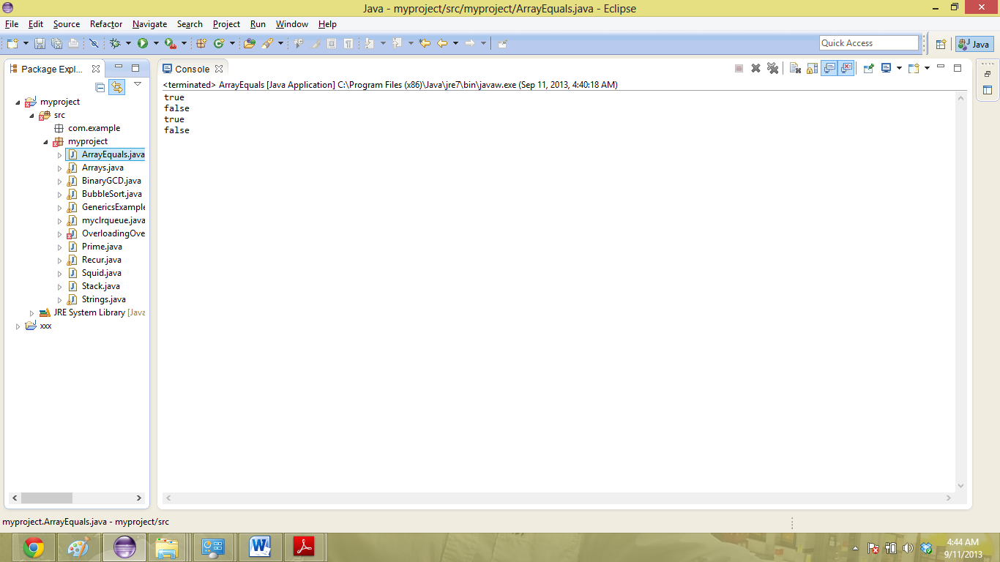 Java - myproject/src/myproject/ArrayEquals.java - Eclipse
File Edit Source Refactor Navigate Search Project Run Window Help
Quick Access
Java
Package Expl...
Console
<terminated> ArrayEquals [Java Application] C:\Program Files (x86)\Java\jre7\bin\javaw.exe (Sep 11, 2013, 4:40:18 AM)
true
false
true
false
myproject
src
com.example
myproject
ArrayEquals.java
Arrays.java
BinaryGCD.java
BubbleSort.java
GenericsExample
myclrqueue.java
OverloadingOve
Prime.java
Recur.java
Squid.java
Stack.java
Strings.java
JRE System Library [Java
xxx
myproject.ArrayEquals.java - myproject/src
4:44 AM
9/11/2013